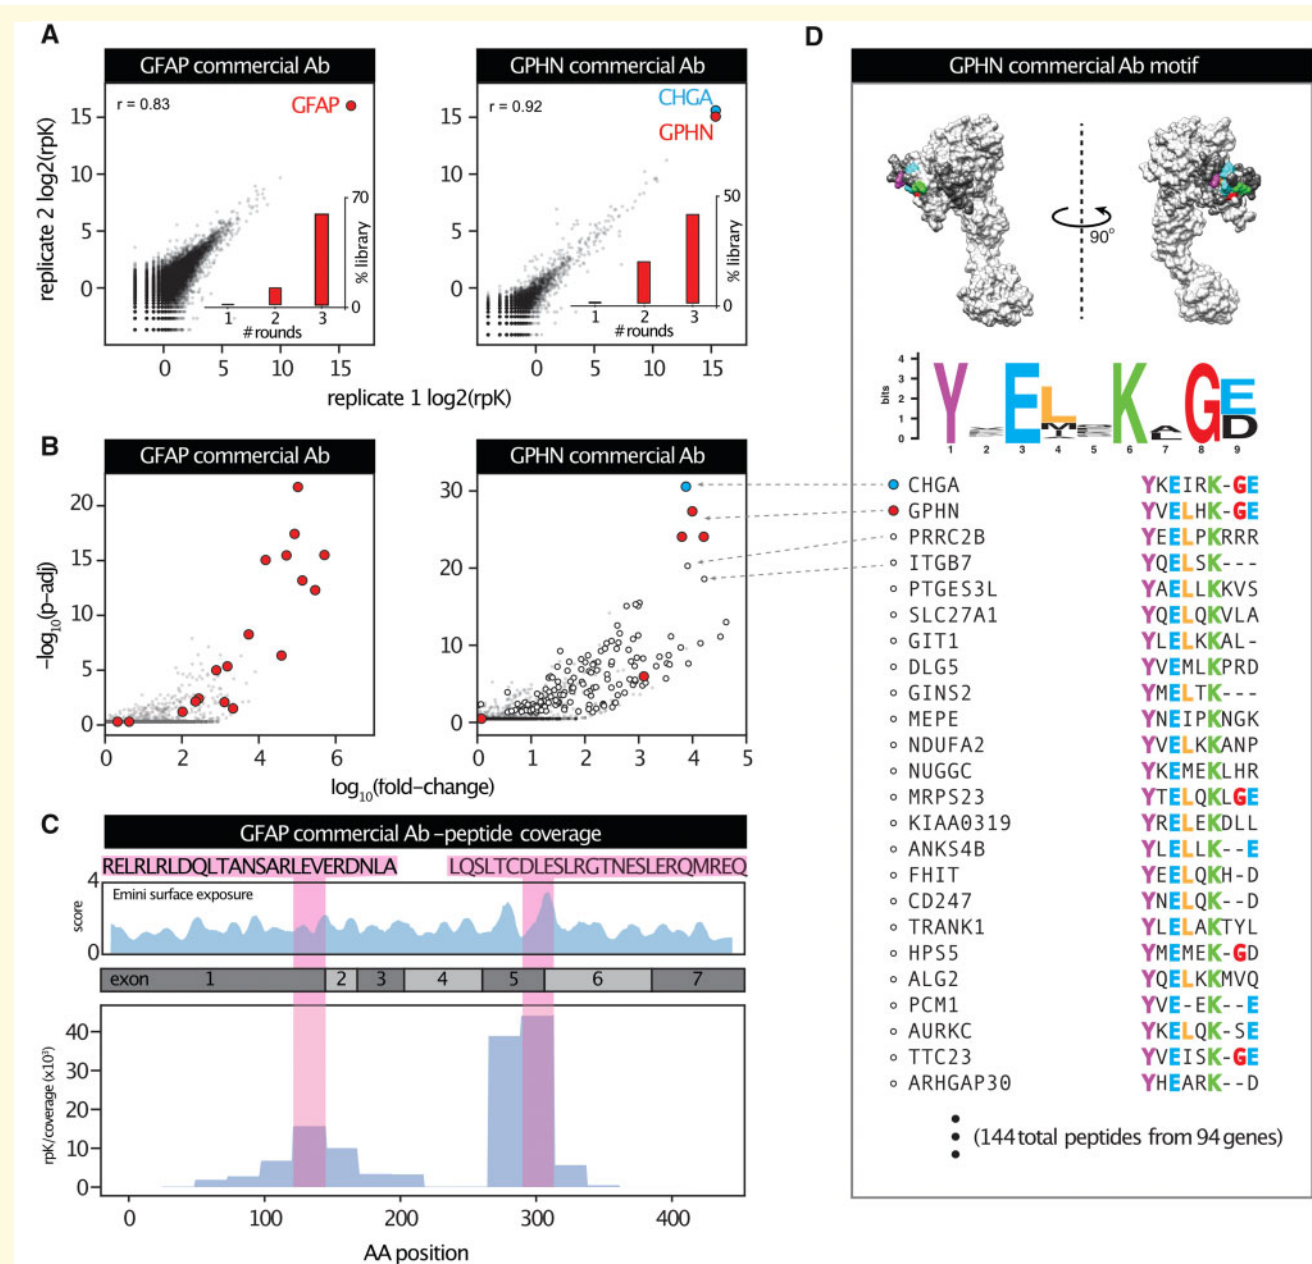 A
GFAP commercial Ab
GPHN commercial Ab
r = 0.83
GFAP
r = 0.92
CHGA
GPHN
replicate 2 log2(rpK)
15
10
5
0
70
% library
0
1 2 3
# rounds
50
% library
0
1 2 3
# rounds
0 5 10 15
0 5 10 15
replicate 1 log2(rpK)
B
GFAP commercial Ab
GPHN commercial Ab
-log10(p-adj)
20
15
10
5
0
30
20
10
0
0 2 4 6
0 1 2 3 4 5
log10(fold-change)
C
GFAP commercial Ab-peptide coverage
RELRLRLDQLTANSARLEVERDNLA
LQSLTCDLESLRGTNESLERQMREQ
4
score
0
Emini surface exposure
exon 1 2 3 4 5 6 7
rpK/coverage (x10³)
40
30
20
10
0
0 100 200 300 400
AA position
D
GPHN commercial Ab motif
90°
bits
4
3
2
1
0
Y E L K A G E
D
1 2 3 4 5 6 7 8 9
CHGA YKEIRK-GE
GPHN YVELHK-GE
PRRC2B YEELPKRRR
ITGB7 YQELSK---
PTGES3L YAELLKKVS
SLC27A1 YQELQKVLA
GIT1 YLELKKAL-
DLG5 YVEMLKPRD
GINS2 YMELTK---
MEPE YNEIPKNGK
NDUFA2 YVELKKANP
NUGGC YKEMEKLHR
MRPS23 YTELQKLGE
KIAA0319 YRELEKDLL
ANKS4B YLELLK--E
FHIT YEELQKH-D
CD247 YNELQK--D
TRANK1 YLELAKTYL
HPS5 YMEMEK-GD
ALG2 YQELKKMVQ
PCM1 YVE-EK--E
AURKC YKELQK-SE
TTC23 YVEISK-GE
ARHGAP30 YHEARK--D
(144 total peptides from 94 genes)